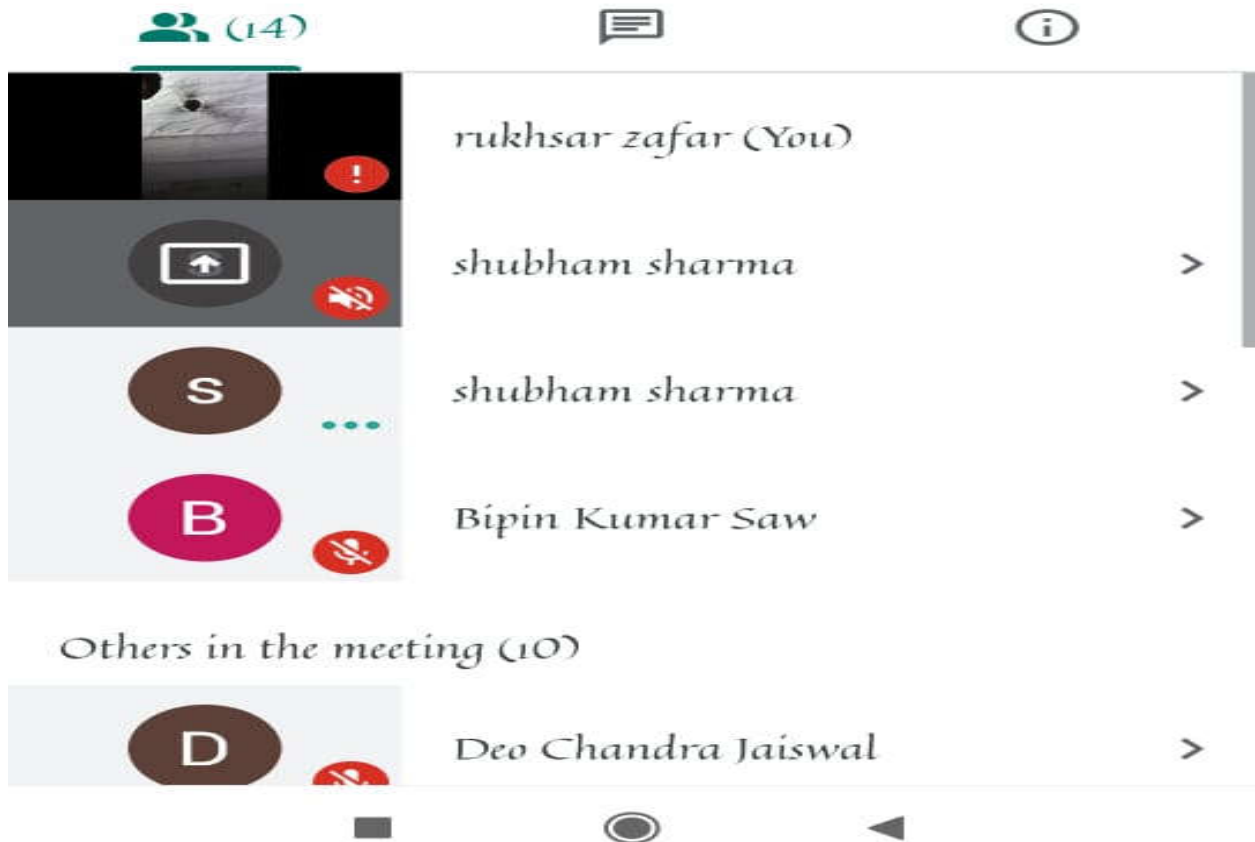 (14)
rukhsar zafar (You)
shubham sharma
S
shubham sharma
B
Bipin Kumar Saw
Others in the meeting (10)
D
Deo Chandra Jaiswal